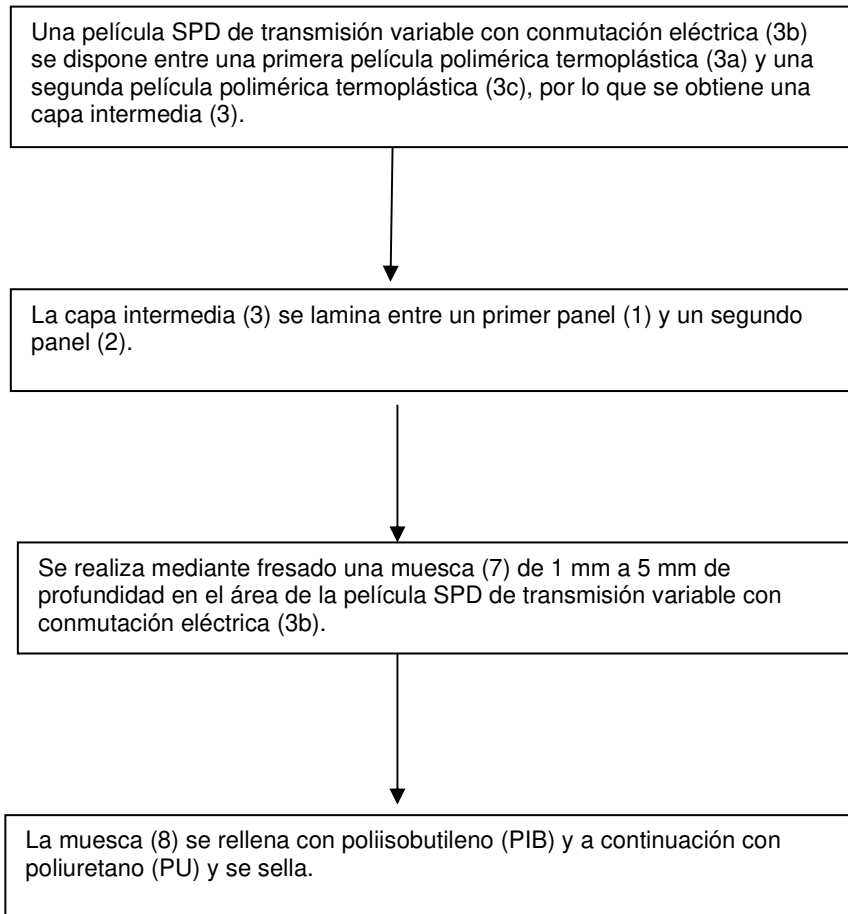 Una película SPD de transmisión variable con conmutación eléctrica (3b)
se dispone entre una primera película polimérica termoplástica (3a) y una
segunda película polimérica termoplástica (3c), por lo que se obtiene una
capa intermedia (3).
La capa intermedia (3) se lamina entre un primer panel (1) y un segundo
panel (2).
Se realiza mediante fresado una muesca (7) de 1 mm a 5 mm de
profundidad en el área de la película SPD de transmisión variable con
conmutación eléctrica (3b).
La muesca (8) se rellena con poliisobutileno (PIB) y a continuación con
poliuretano (PU) y se sella.